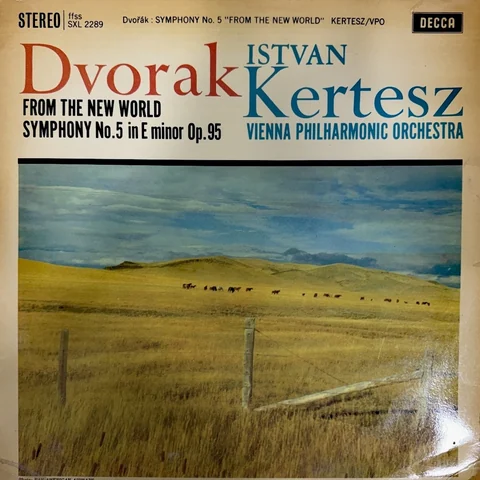 STEREO ffss SXL 2289 Dvořák : SYMPHONY No. 5 "FROM THE NEW WORLD" KERTESZ/VPO DECCA
Dvorak
FROM THE NEW WORLD
SYMPHONY No.5 in E minor Op.95
ISTVAN
Kertesz
VIENNA PHILHARMONIC ORCHESTRA